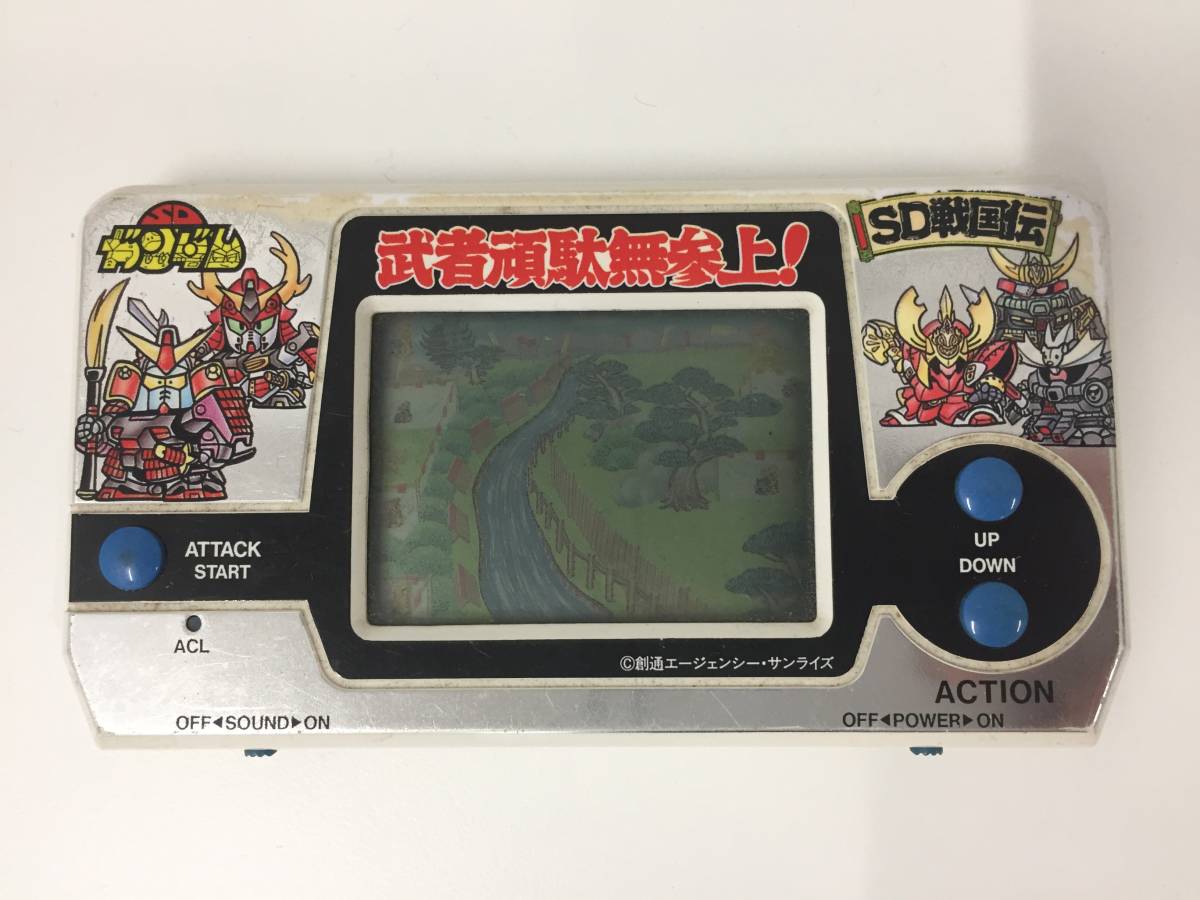 SD
ガンダム
武者頑駄無参上!
SD戦国伝
ATTACK
START
ACL
UP
DOWN
©創通エージェンシー・サンライズ
ACTION
OFF◀SOUND▶ON
OFF◀POWER▶ON